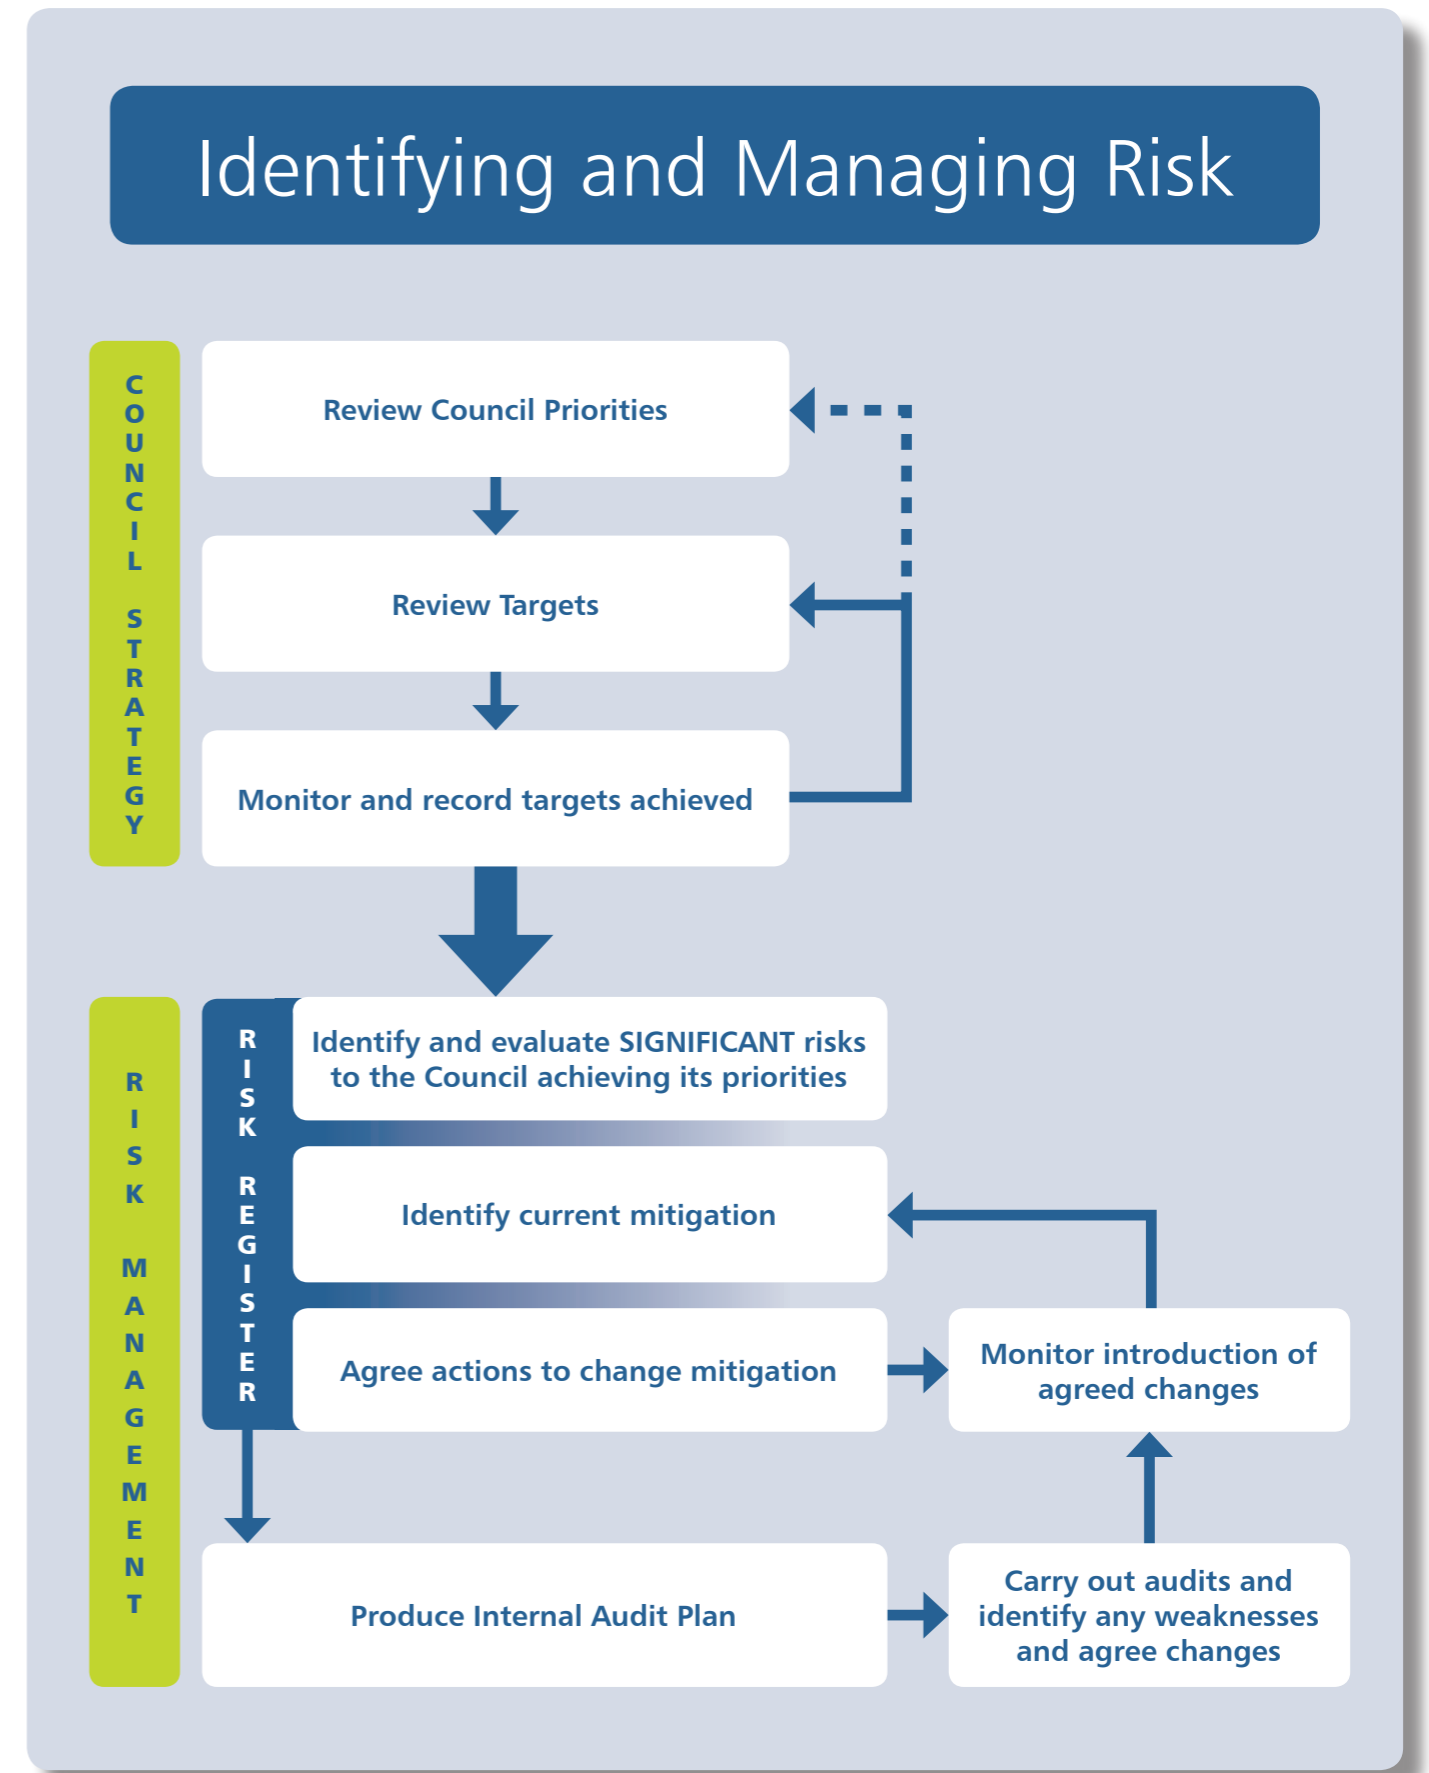 Identifying and Managing Risk
COUNCIL STRATEGY
Review Council Priorities
Review Targets
Monitor and record targets achieved
RISK MANAGEMENT
RISK REGISTER
Identify and evaluate SIGNIFICANT risks
to the Council achieving its priorities
Identify current mitigation
Agree actions to change mitigation
Monitor introduction of
agreed changes
Produce Internal Audit Plan
Carry out audits and
identify any weaknesses
and agree changes